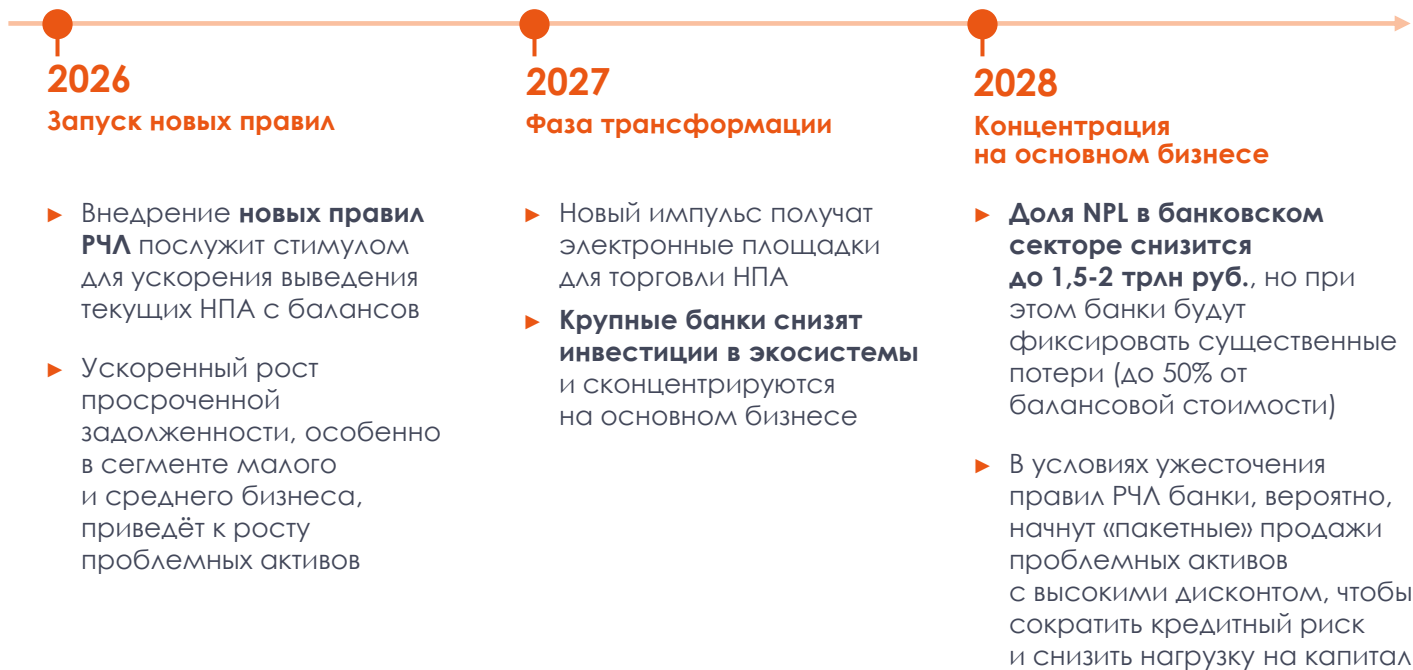 2026
Запуск новых правил
► Внедрение новых правил
РЧЛ послужит стимулом
для ускорения выведения
текущих НПА с балансов
► Ускоренный рост
просроченной
задолженности, особенно
в сегменте малого
и среднего бизнеса,
приведёт к росту
проблемных активов
2027
Фаза трансформации
► Новый импульс получат
электронные площадки
для торговли НПА
► Крупные банки снизят
инвестиции в экосистемы
и сконцентрируются
на основном бизнесе
2028
Концентрация
на основном бизнесе
► Доля NPL в банковском
секторе снизится
до 1,5-2 трлн руб., но при
этом банки будут
фиксировать существенные
потери (до 50% от
балансовой стоимости)
► В условиях ужесточения
правил РЧЛ банки, вероятно,
начнут «пакетные» продажи
проблемных активов
с высокими дисконтом, чтобы
сократить кредитный риск
и снизить нагрузку на капитал